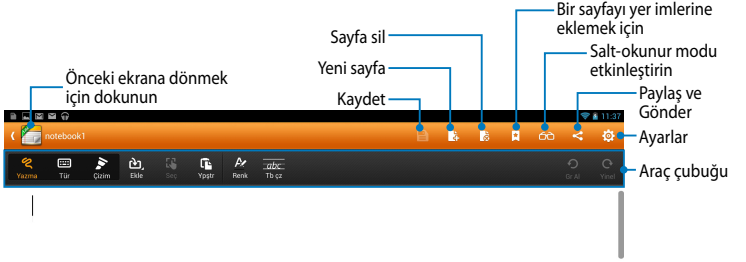 Bir sayfayı yer imlerine
eklemek için
Sayfa sil
Salt-okunur modu
etkinleştirin
Yeni sayfa
Önceki ekrana dönmek
için dokunun
Kaydet
Paylaş ve
Gönder
11:37
notebook1
Ayarlar
Yazma Tür Çizim Ekle Seç Ypştr Renk Tb çz Gr Al Yinel
abc
Araç çubuğu